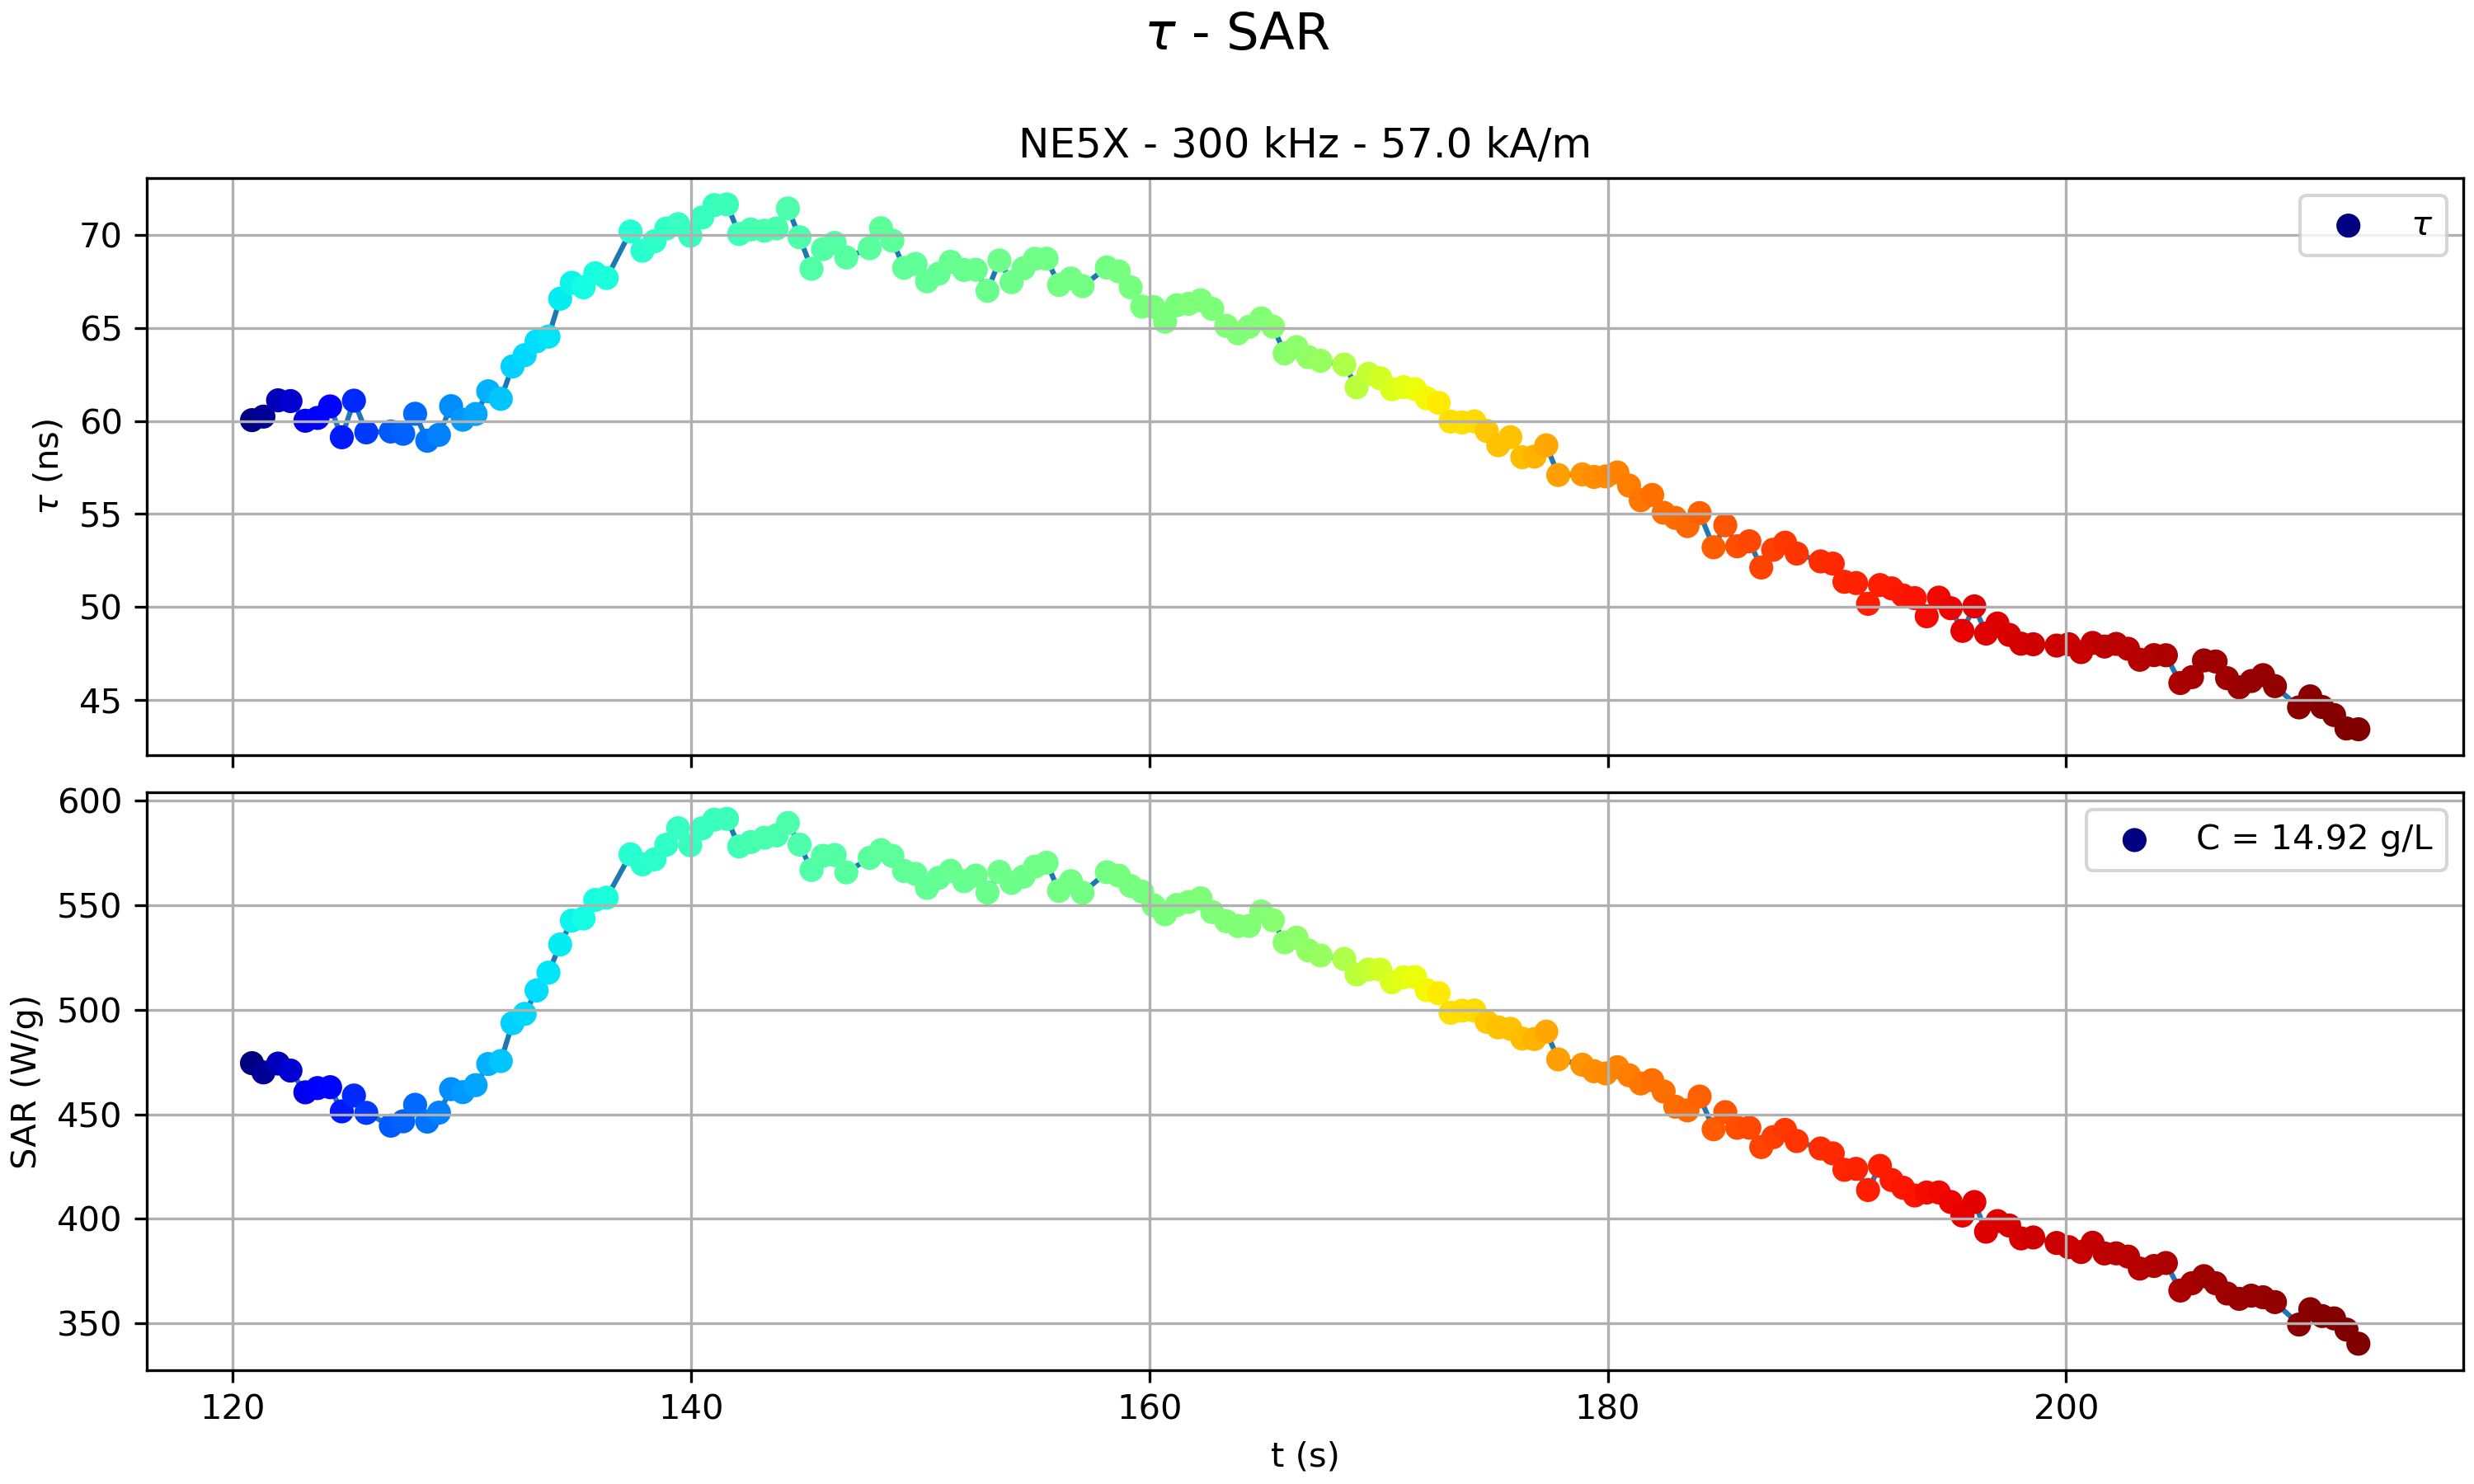 τ - SAR
NE5X - 300 kHz - 57.0 kA/m
τ
70
65
60
55
50
45
τ (ns)
C = 14.92 g/L
600
550
500
450
400
350
SAR (W/g)
120 140 160 180 200
t (s)